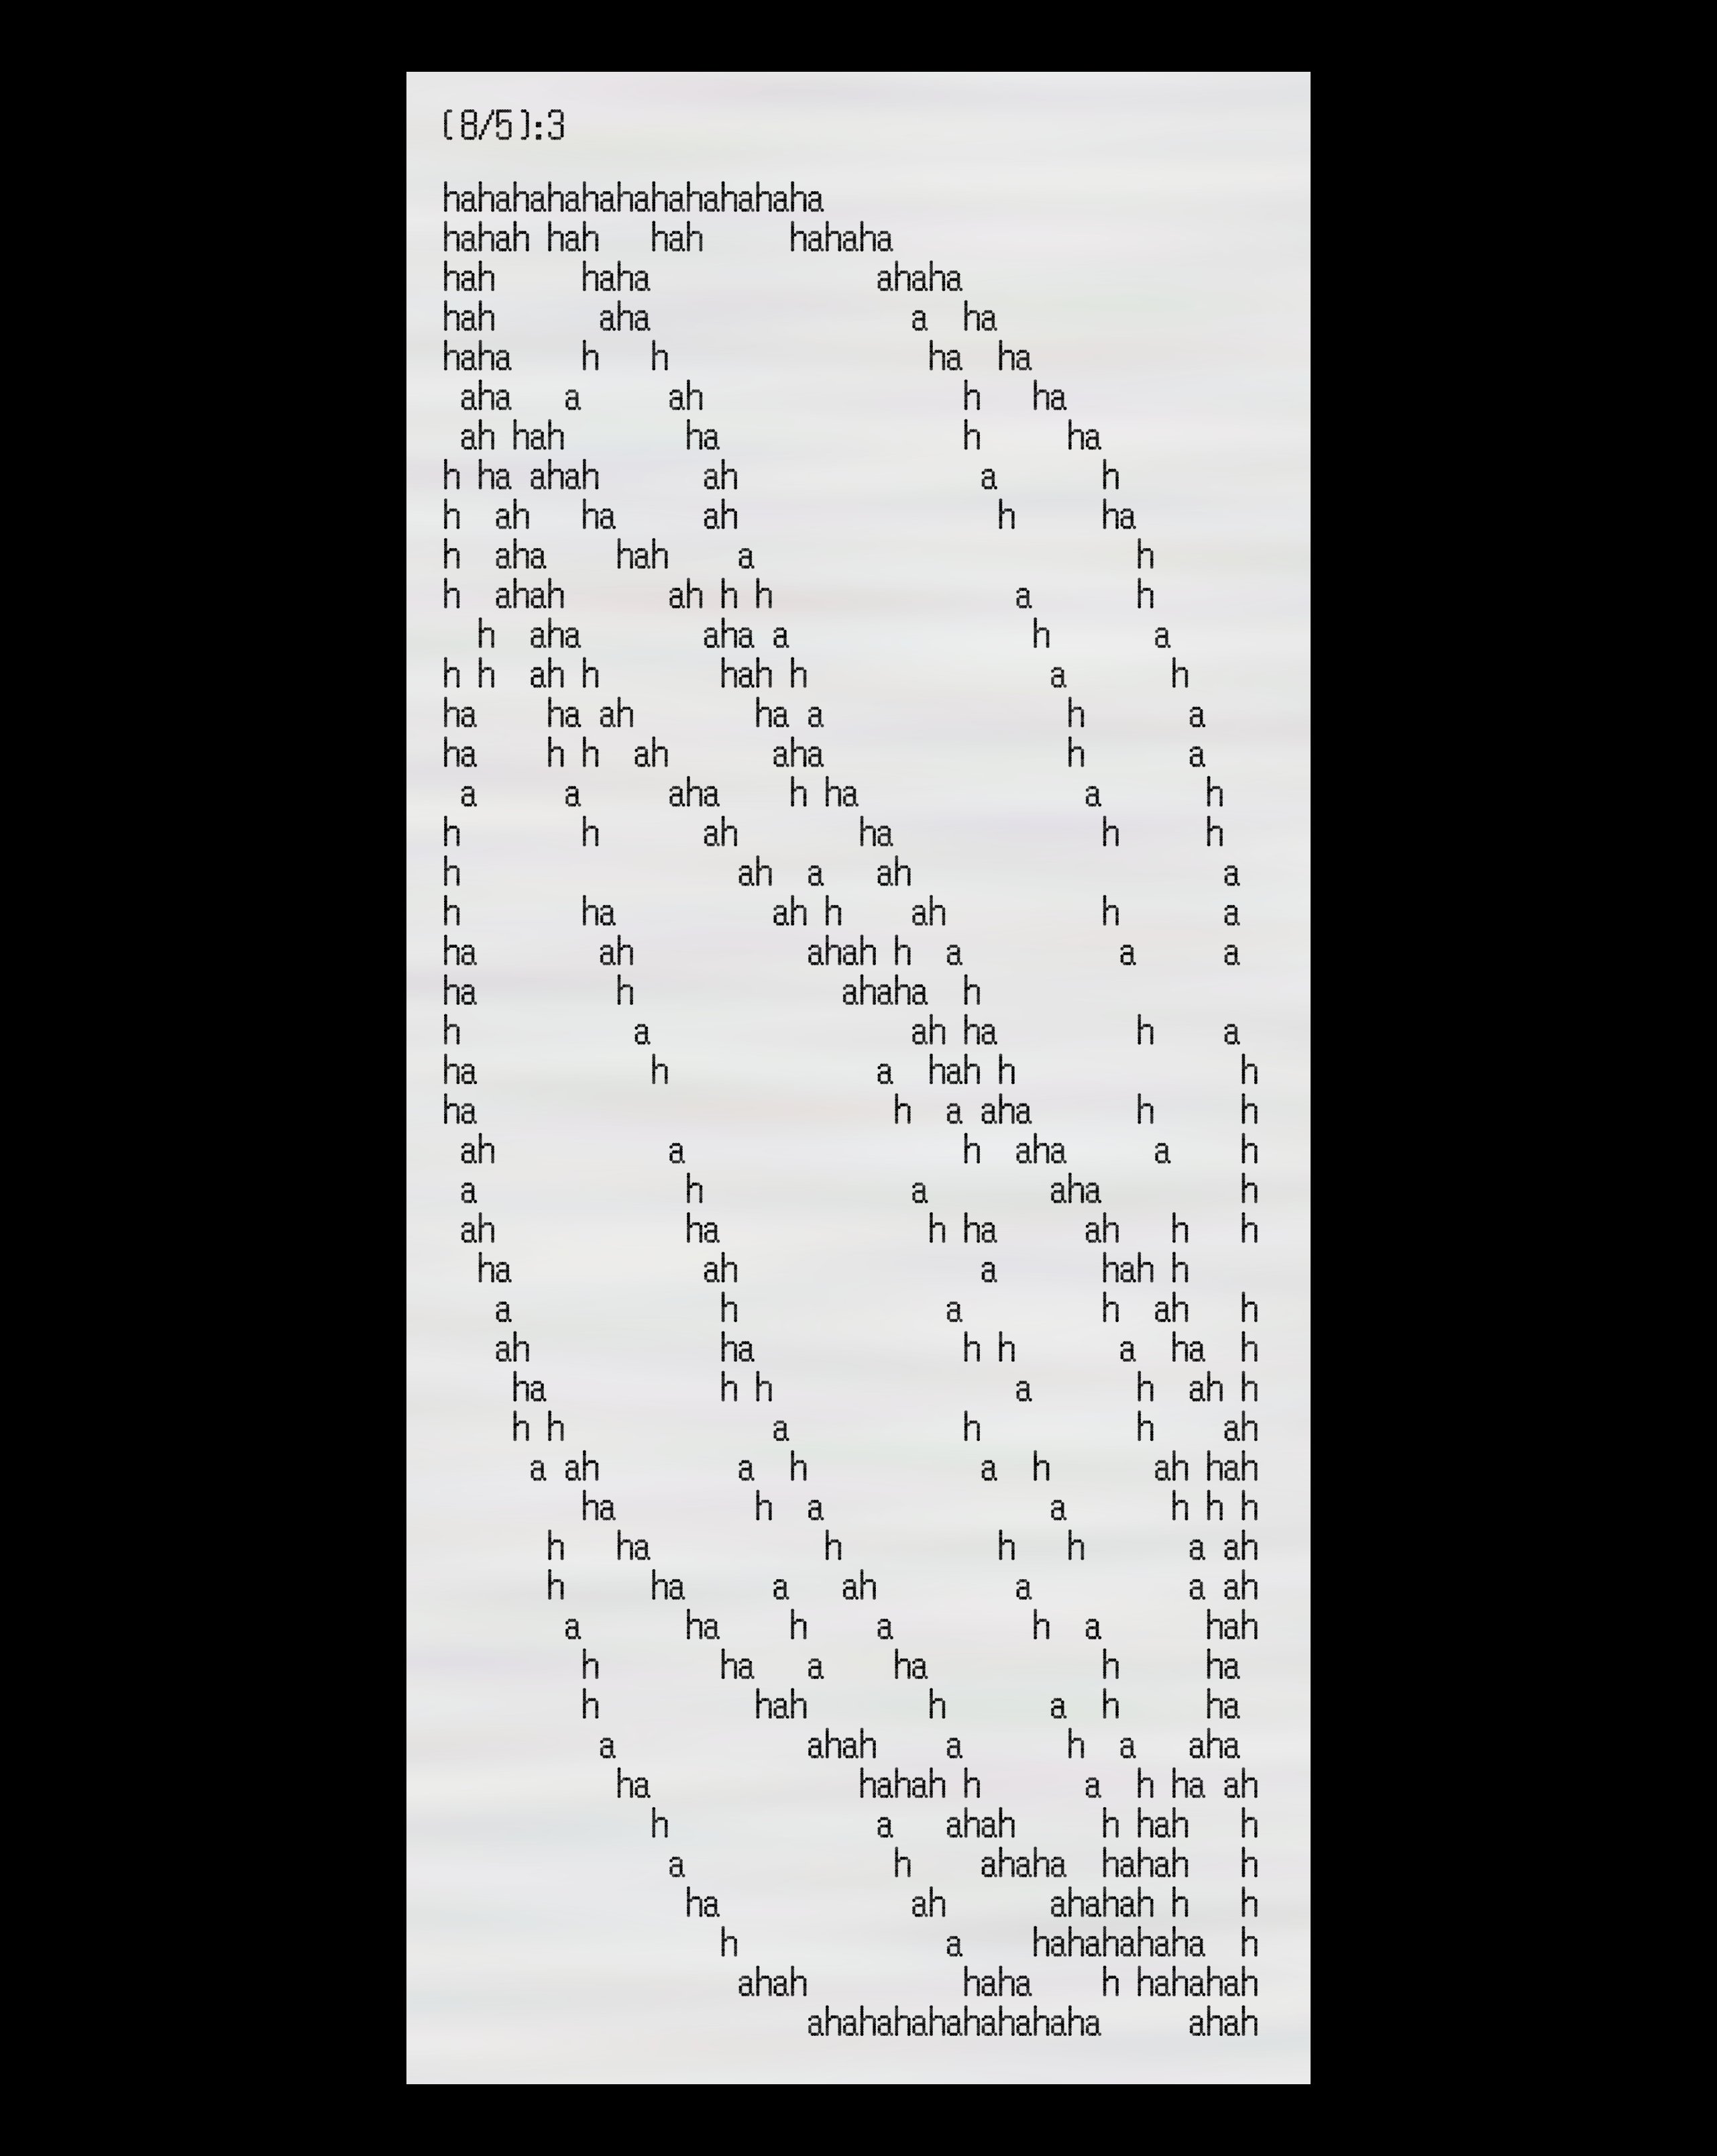 [8/5]:3
hahahahahahahahahahaha
hahah hah   hah     hahaha
hah     haha             ahaha
hah      aha               a  ha
haha    h   h               ha  ha
 aha   a     ah               h   ha
 ah hah       ha              h     ha
h ha ahah      ah              a      h
h  ah   ha     ah               h     ha
h  aha    hah    a                      h
h  ahah      ah h h              a      h
  h  aha       aha a              h      a
h h  ah h       hah h              a      h
ha    ha ah       ha a              h      a
ha    h h  ah      aha              h      a
 a     a     aha    h ha             a      h
h       h      ah       ha            h     h
h                ah  a   ah                  a
h       ha         ah h    ah         h      a
ha       ah          ahah h  a         a     a
ha        h            ahaha  h
h          a               ah ha        h    a
ha          h            a  hah h             h
ha                        h  a aha      h     h
 ah          a                h  aha     a    h
 a            h            a       aha        h
 ah           ha            h ha     ah   h   h
  ha           ah              a      hah h
   a            h            a        h  ah   h
   ah           ha            h h      a  ha  h
    ha          h h              a      h  ah h
    h h            a          h         h    ah
     a ah        a  h          a  h      ah hah
        ha        h  a             a      h h h
      h   ha          h         h   h      a ah
      h     ha     a   ah        a         a ah
       a      ha    h    a        h  a      hah
        h       ha   a    ha          h     ha
        h         hah       h      a  h     ha
         a           ahah    a      h  a   aha
          ha            hahah h      a  h ha ah
            h            a   ahah     h hah   h
             a            h    ahaha  hahah   h
              ha           ah      ahahah h   h
                h            a    hahahahaha  h
                 ahah         haha    h hahahah
                     ahahahahahahahaha     ahah